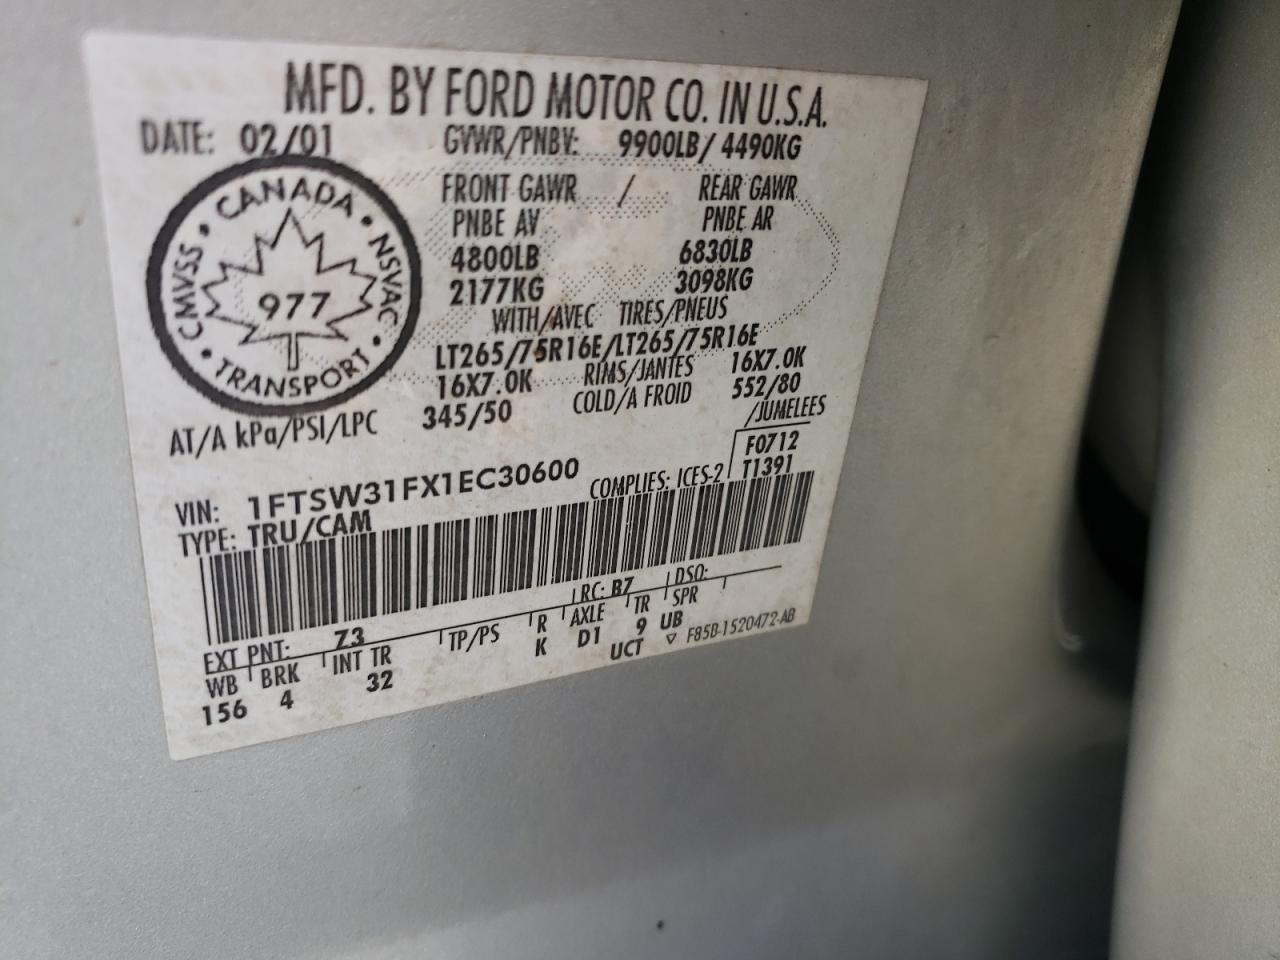 MFD. BY FORD MOTOR CO. IN U.S.A.
DATE: 02/01 GVWR/PNBV: 9900LB/ 4490KG
FRONT GAWR / REAR GAWR
PNBE AV PNBE AR
4800LB 6830LB
2177KG 3098KG
WITH/AVEC TIRES/PNEUS
LT265/75R16E/LT265/75R16E
16X7.0K RIMS/JANTES 16X7.0K
AT/A kPa/PSI/LPC 345/50 COLD/A FROID 552/80
/JUMELEES
CANADA • NSVAC • TRANSPORT • CMVSS •
977
VIN: 1FTSW31FX1EC30600
F0712
TYPE: TRU/CAM COMPLIES: ICES-2 T1391
EXT PNT: Z3 RC: B7 DSO:
WB BRK INT TR TP/PS R AXLE TR SPR
156 4 32 K D1 9 UB
UCT ▽ F85B-1520472-AB